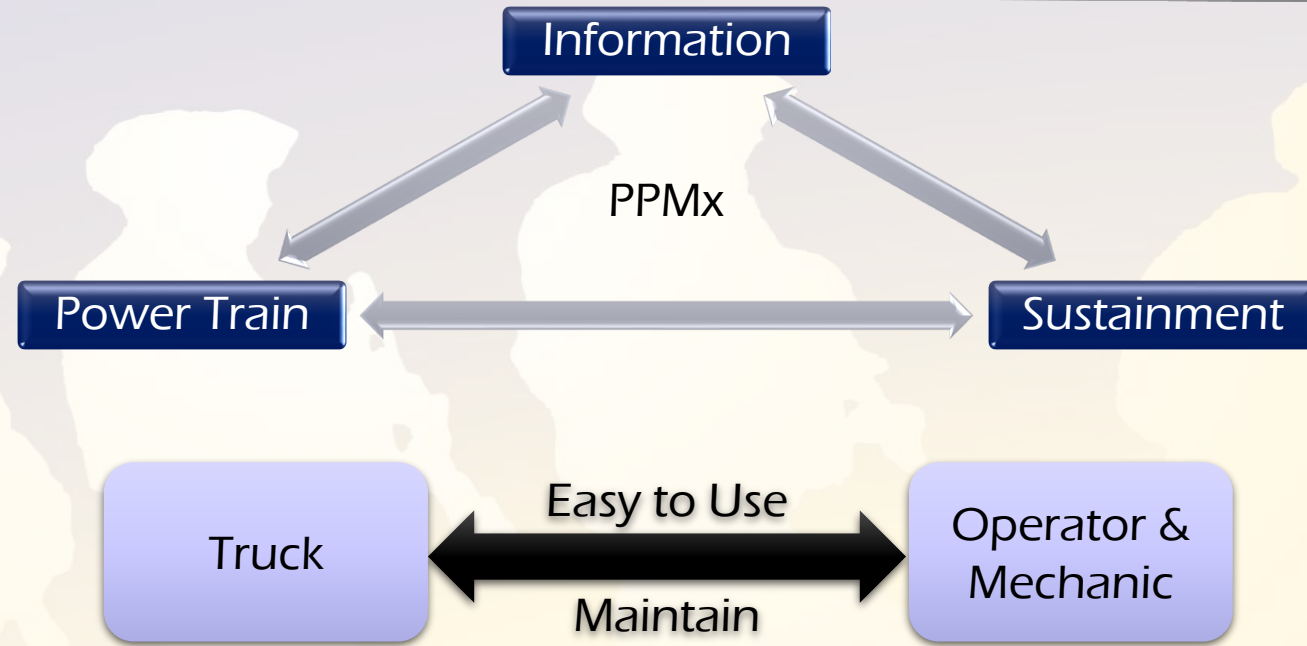 Information
PPMx
Power Train
Sustainment
Easy to Use
Truck
Operator &
Mechanic
Maintain